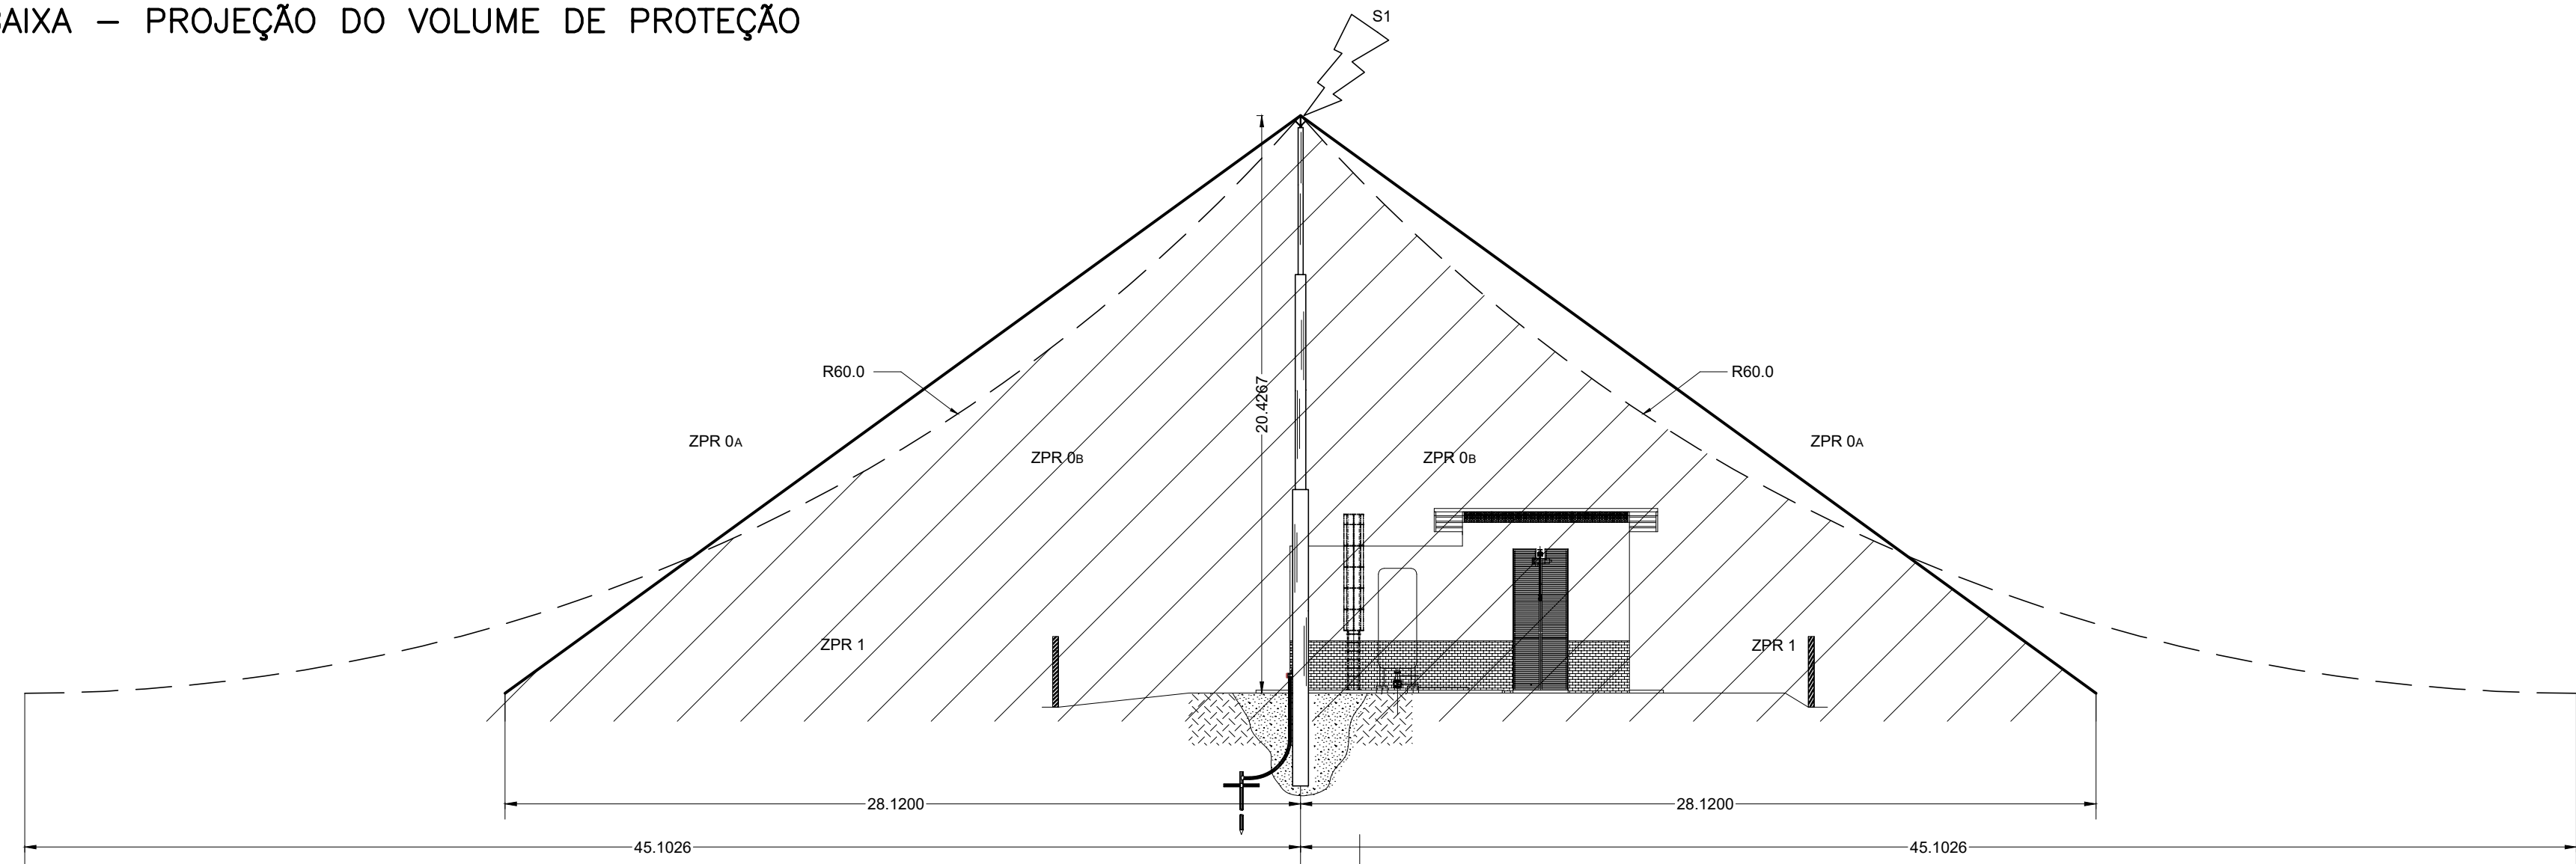 BAIXA – PROJEÇÃO DO VOLUME DE PROTEÇÃO
S1
R60.0
R60.0
20.4267
ZPR 0A
ZPR 0B
ZPR 0B
ZPR 0A
ZPR 1
ZPR 1
28.1200
28.1200
45.1026
45.1026